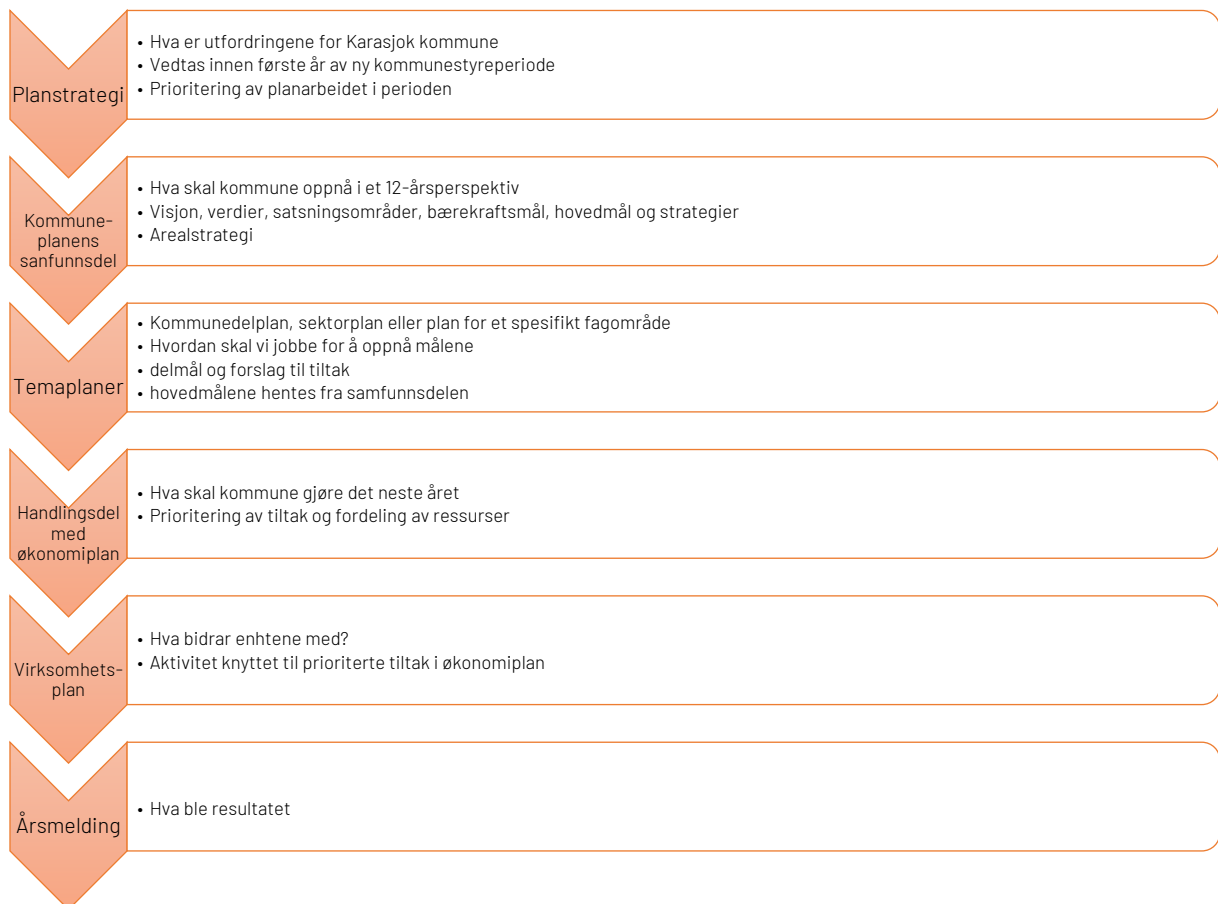 Planstrategi
• Hva er utfordringene for Karasjok kommune
• Vedtas innen første år av ny kommunestyreperiode
• Prioritering av planarbeidet i perioden
Kommune-
planens
sanfunnsdel
• Hva skal kommune oppnå i et 12-årsperspektiv
• Visjon, verdier, satsningsområder, bærekraftsmål, hovedmål og strategier
• Arealstrategi
Temaplaner
• Kommunedelplan, sektorplan eller plan for et spesifikt fagområde
• Hvordan skal vi jobbe for å oppnå målene
• delmål og forslag til tiltak
• hovedmålene hentes fra samfunnsdelen
Handlingsdel
med
økonomiplan
• Hva skal kommune gjøre det neste året
• Prioritering av tiltak og fordeling av ressurser
Virksomhets-
plan
• Hva bidrar enhtene med?
• Aktivitet knyttet til prioriterte tiltak i økonomiplan
Årsmelding
• Hva ble resultatet